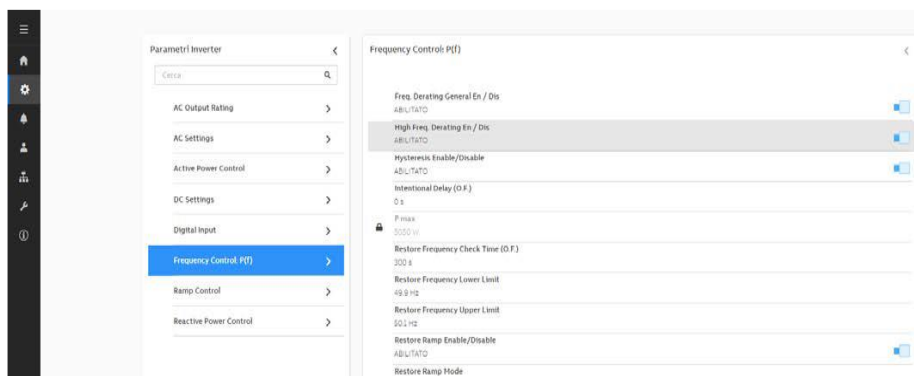 Parametri Inverter
Cerca
AC Output Rating
AC Settings
Active Power Control
DC Settings
Digital Input
Frequency Control: P(f)
Ramp Control
Reactive Power Control
Frequency Control: P(f)
Freq. Derating General En / Dis
ABILITATO
High Freq. Derating En / Dis
ABILITATO
Hysteresis Enable/Disable
ABILITATO
Intentional Delay (O.F.)
0 s
P max
W
Restore Frequency Check Time (O.F.)
300 s
Restore Frequency Lower Limit
49.9 Hz
Restore Frequency Upper Limit
50.1 Hz
Restore Ramp Enable/Disable
ABILITATO
Restore Ramp Mode